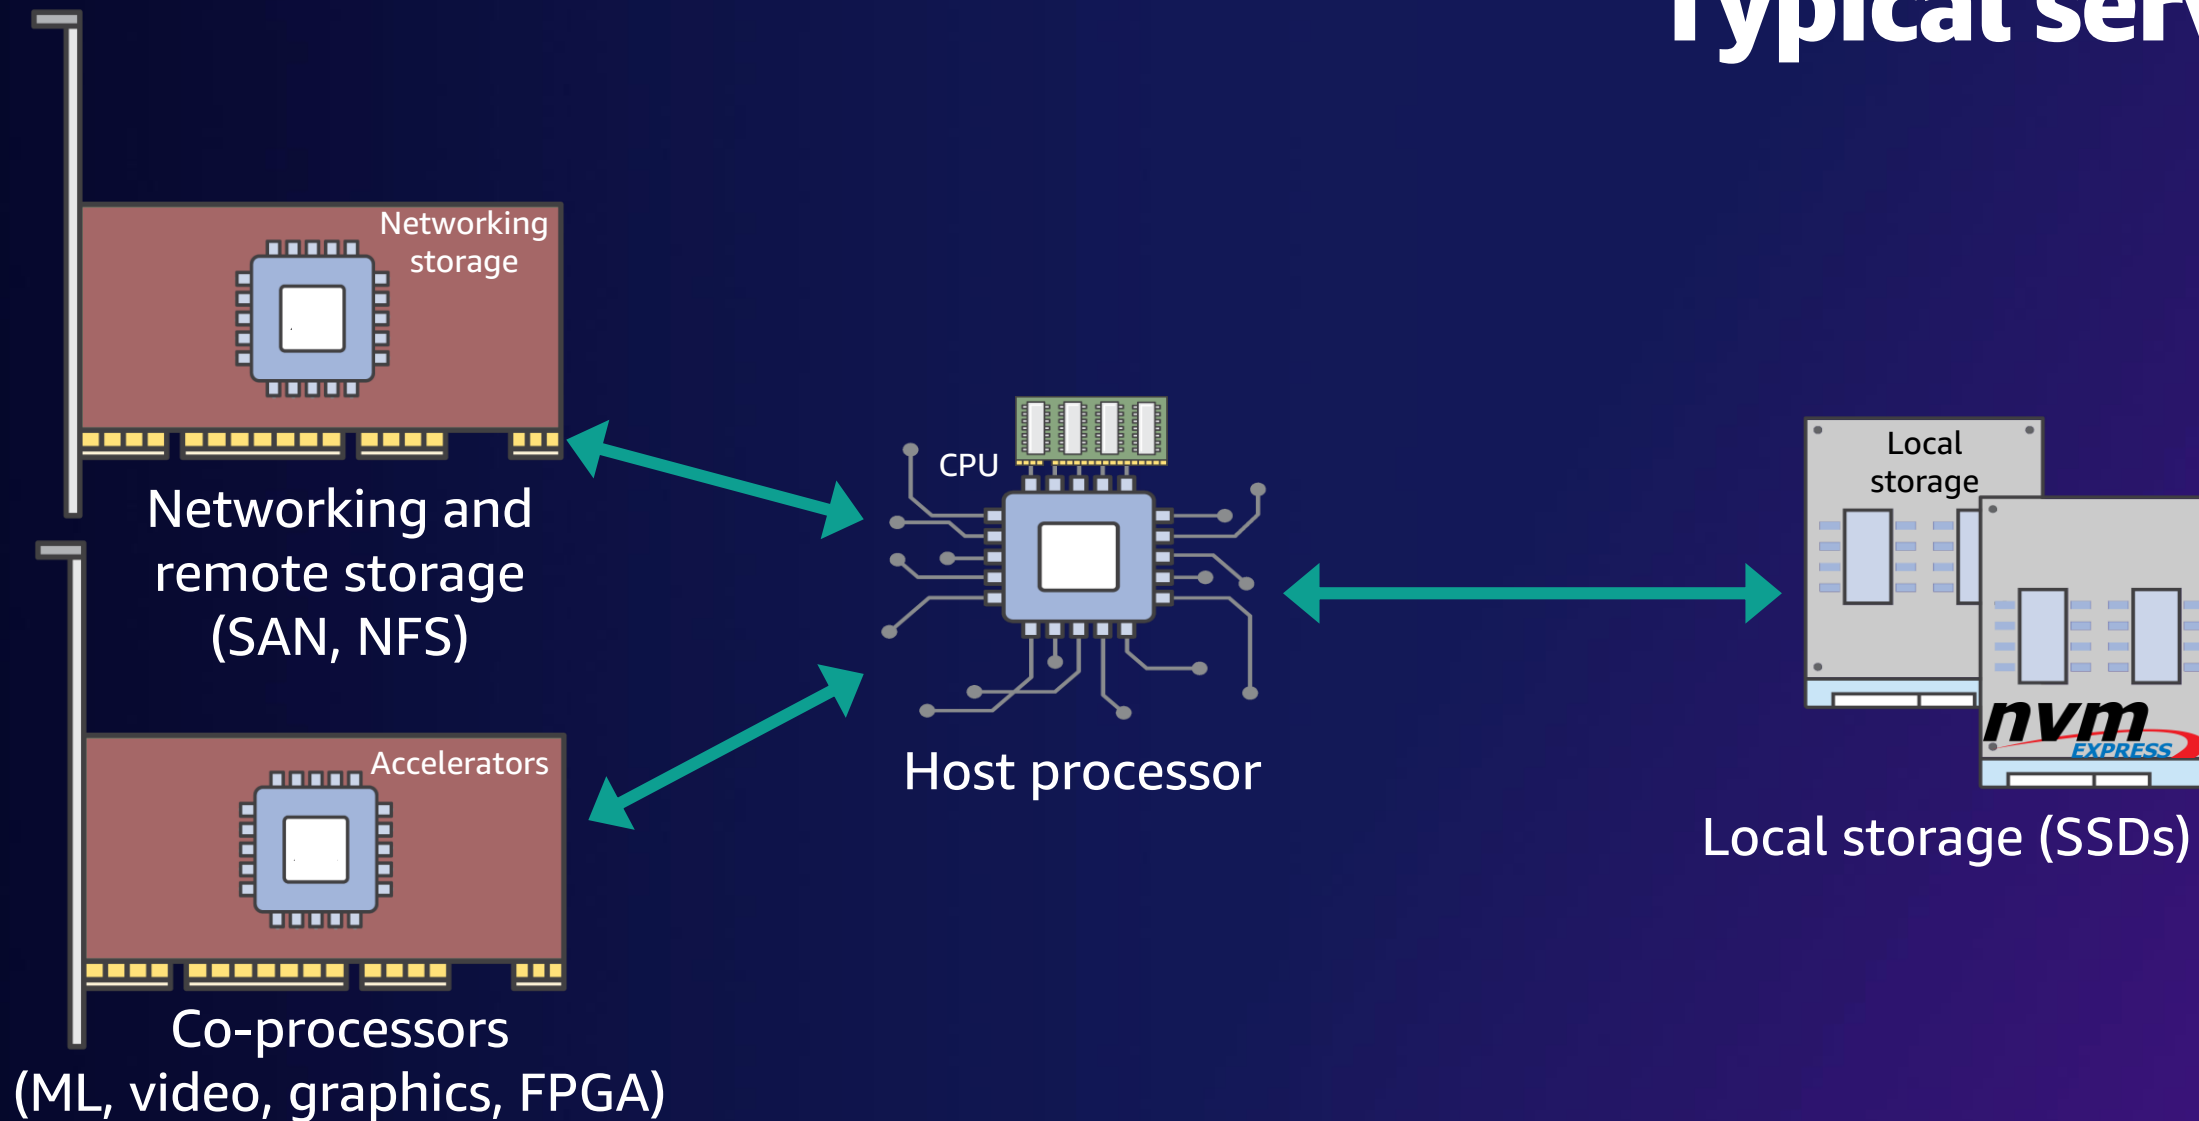 Typical serv
Networking
storage
Networking and
remote storage
(SAN, NFS)
CPU
Host processor
Local
storage
nvm
EXPRESS
Local storage (SSDs)
Accelerators
Co-processors
(ML, video, graphics, FPGA)